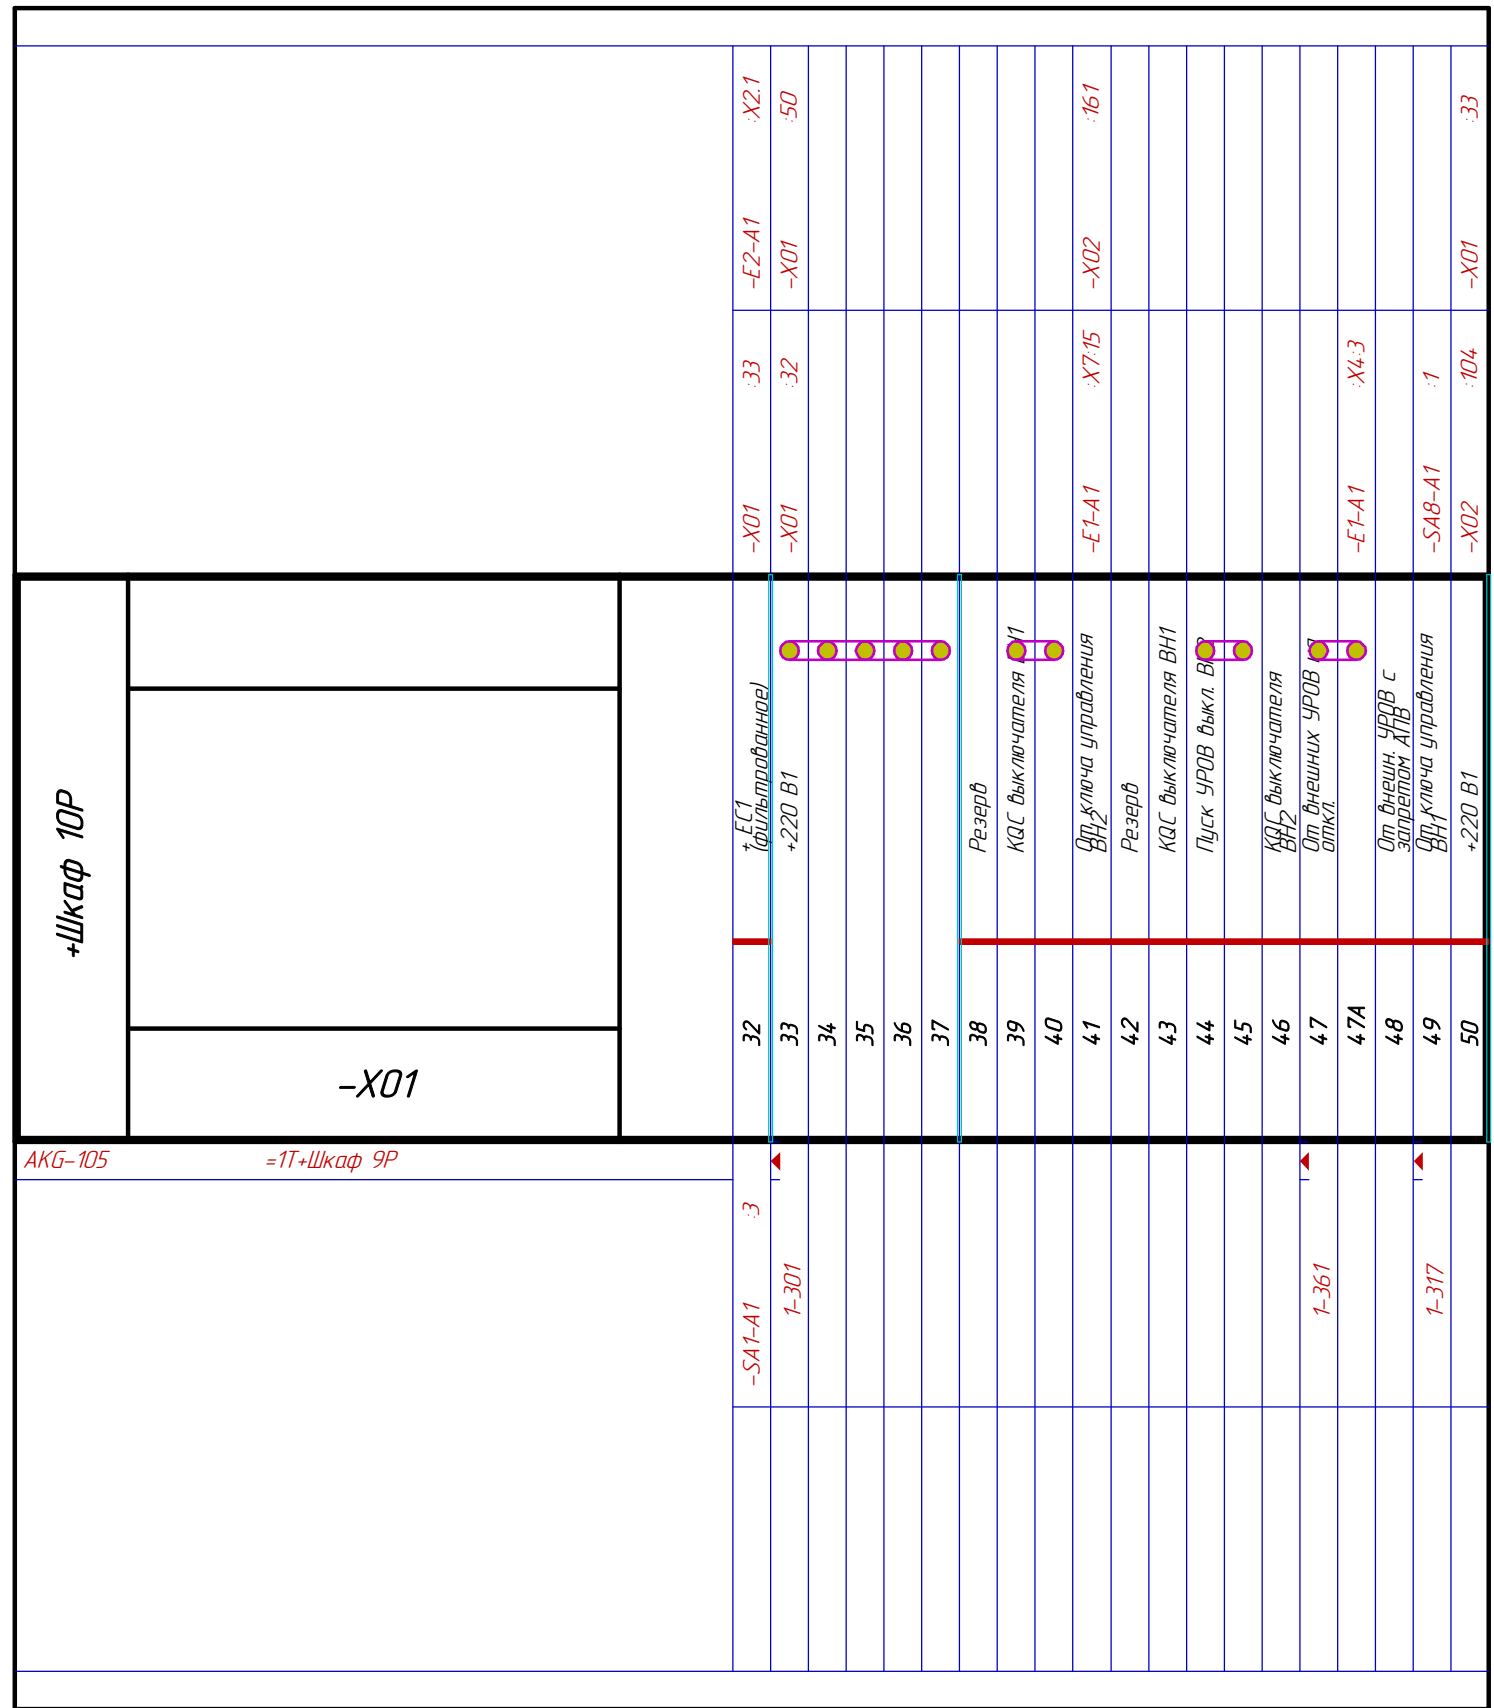 :X2.1
:50
:161
:33
-E2-A1
-X01
-X02
-X01
:33
:32
:X7:15
:X4:3
:1
:104
-X01
-X01
-E1-A1
-E1-A1
-SA8-A1
-X02
+Шкаф 10Р
-X01
+ЕС1
(фильтрованное)
+220 В1
Резерв
KQC выключателя
От ключа управления
ВН2
Резерв
KQC выключателя ВН1
Пуск УРОВ выкл.
KQC выключателя
ВН2
От внешних УРОВ
откл.
От внешн. УРОВ с
запретом АПВ
От ключа управления
ВН1
+220 В1
32
33
34
35
36
37
38
39
40
41
42
43
44
45
46
47
47А
48
49
50
AKG-105
=1Т+Шкаф 9Р
:3
-SA1-A1
1-301
1-361
1-317